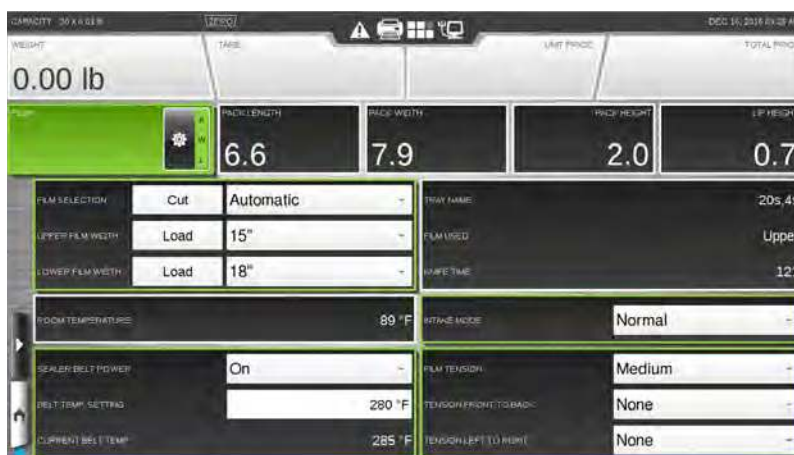 CAPACITY 30 X 0.01 lb
ZERO
DEC 16, 2016
WEIGHT
TARE
UNIT PRICE
TOTAL PRICE
0.00 lb
PACK LENGTH
PACK WIDTH
PACK HEIGHT
LIP HEIGHT
6.6
7.9
2.0
0.7
FILM SELECTION Cut Automatic
TRAY NAME 20s,4s
UPPER FILM WIDTH Load 15"
FILM USED Upper
LOWER FILM WIDTH Load 18"
KNIFE TIME 12
ROOM TEMPERATURE 89 °F
INTAKE MODE Normal
SEALER BELT POWER On
FILM TENSION Medium
BELT TEMP. SETTING 280 °F
TENSION FRONT TO BACK None
CURRENT BELT TEMP 285 °F
TENSION LEFT TO RIGHT None